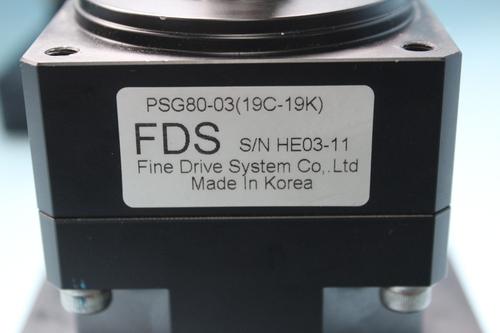 PSG80-03(19C-19K)
FDS S/N HE03-11
Fine Drive System Co,.Ltd
Made In Korea